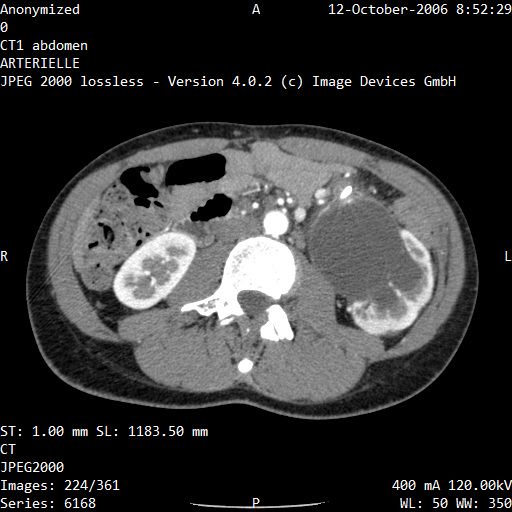 Anonymized A 12-October-2006 8:52:29
0
CT1 abdomen
ARTERIELLE
JPEG 2000 lossless - Version 4.0.2 (c) Image Devices GmbH
R L
ST: 1.00 mm SL: 1183.50 mm
CT
JPEG2000
Images: 224/361 400 mA 120.00kV
Series: 6168 P WL: 50 WW: 350